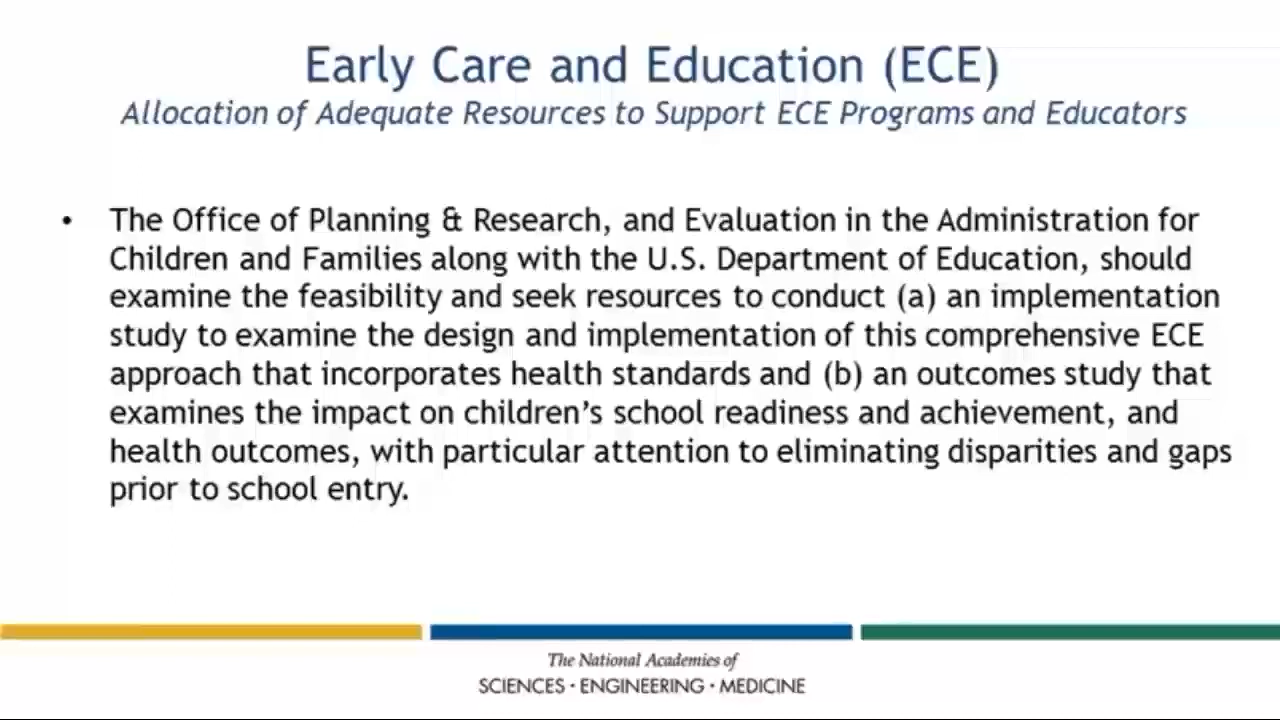 Early Care and Education (ECE)
Allocation of Adequate Resources to Support ECE Programs and Educators
• The Office of Planning & Research, and Evaluation in the Administration for
Children and Families along with the U.S. Department of Education, should
examine the feasibility and seek resources to conduct (a) an implementation
study to examine the design and implementation of this comprehensive ECE
approach that incorporates health standards and (b) an outcomes study that
examines the impact on children’s school readiness and achievement, and
health outcomes, with particular attention to eliminating disparities and gaps
prior to school entry.
The National Academies of
SCIENCES · ENGINEERING · MEDICINE